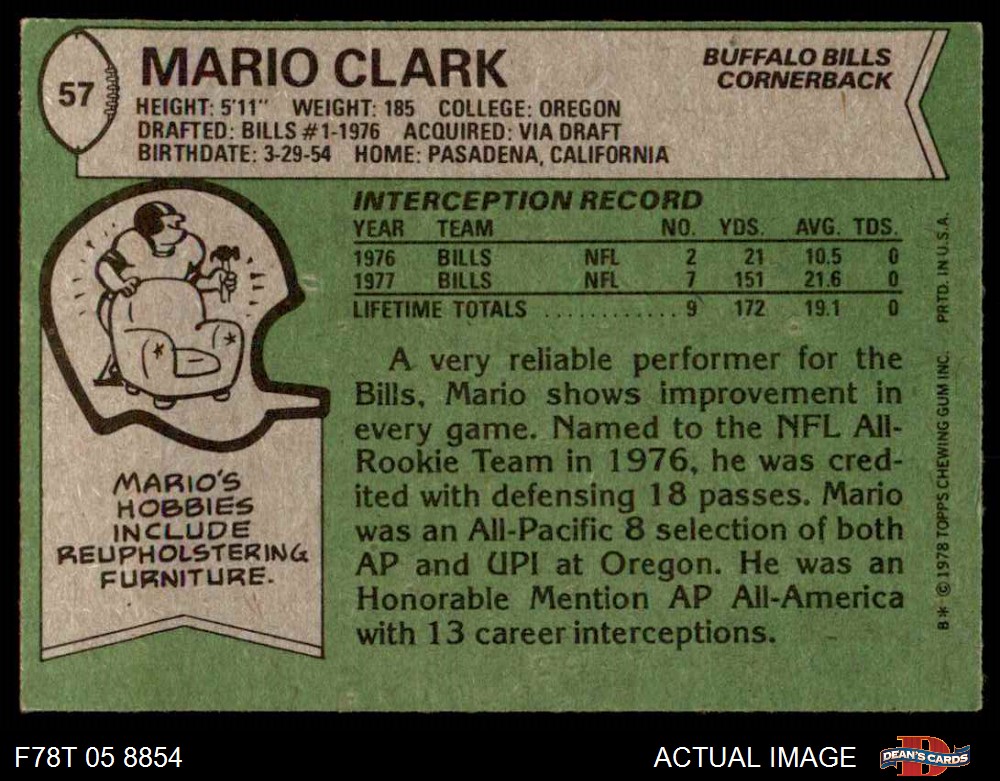 57
MARIO CLARK
BUFFALO BILLS
CORNERBACK
HEIGHT: 5'11" WEIGHT: 185 COLLEGE: OREGON
DRAFTED: BILLS #1-1976 ACQUIRED: VIA DRAFT
BIRTHDATE: 3-29-54 HOME: PASADENA, CALIFORNIA
INTERCEPTION RECORD
YEAR TEAM NO. YDS. AVG. TDS.
1976 BILLS NFL 2 21 10.5 0
1977 BILLS NFL 7 151 21.6 0
LIFETIME TOTALS ............ 9 172 19.1 0
A very reliable performer for the
Bills, Mario shows improvement in
every game. Named to the NFL All-
Rookie Team in 1976, he was cred-
ited with defensing 18 passes. Mario
was an All-Pacific 8 selection of both
AP and UPI at Oregon. He was an
Honorable Mention AP All-America
with 13 career interceptions.
MARIO'S
HOBBIES
INCLUDE
REUPHOLSTERING
FURNITURE.
B* © 1978 TOPPS CHEWING GUM INC. PRTD. IN U.S.A.
F78T 05 8854
ACTUAL IMAGE
D
DEAN'S CARDS